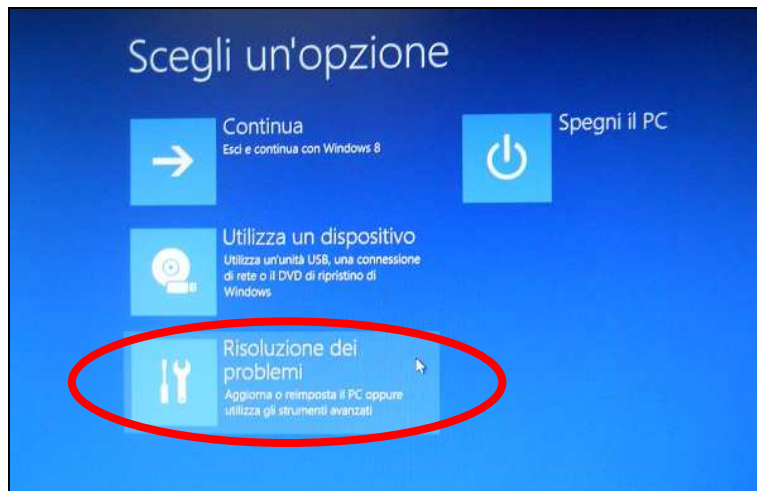 Scegli un'opzione
Continua
Esci e continua con Windows 8
Spegni il PC
Utilizza un dispositivo
Utilizza un'unità USB, una connessione
di rete o il DVD di ripristino di
Windows
Risoluzione dei
problemi
Aggiorna o reimposta il PC oppure
utilizza gli strumenti avanzati